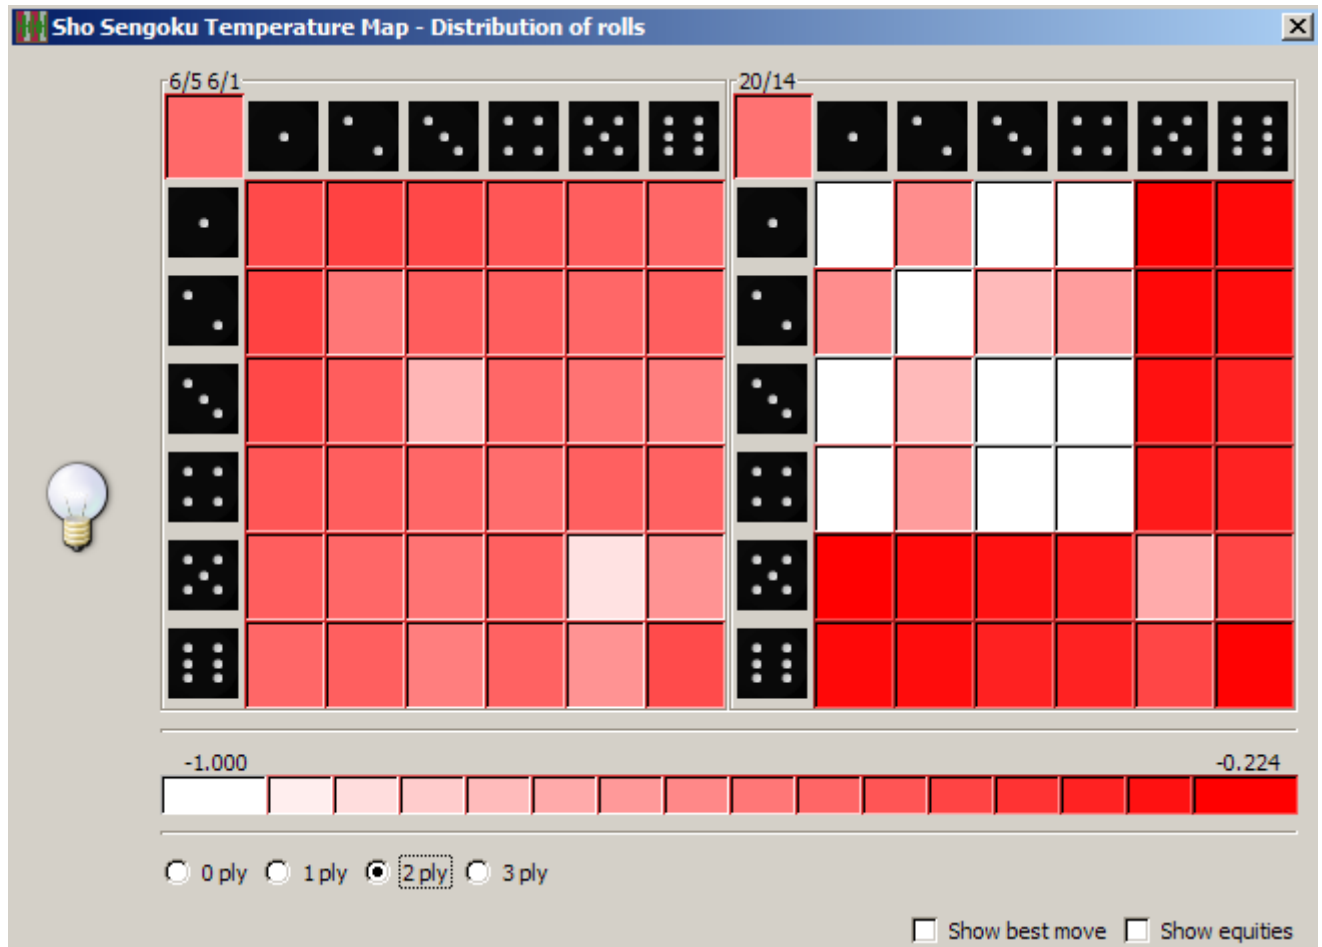 Sho Sengoku Temperature Map - Distribution of rolls
6/5 6/1
20/14
-1.000
-0.224
0 ply
1 ply
2 ply
3 ply
Show best move
Show equities